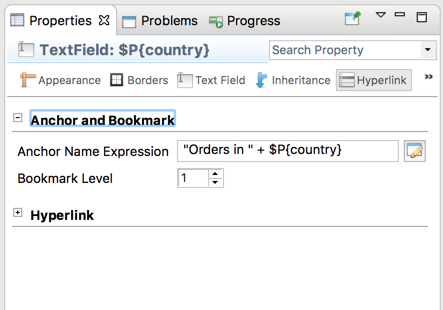 Properties Problems Progress
TextField: $P{country} Search Property
Appearance Borders Text Field Inheritance Hyperlink »
Anchor and Bookmark
Anchor Name Expression "Orders in " + $P{country}
Bookmark Level 1
Hyperlink